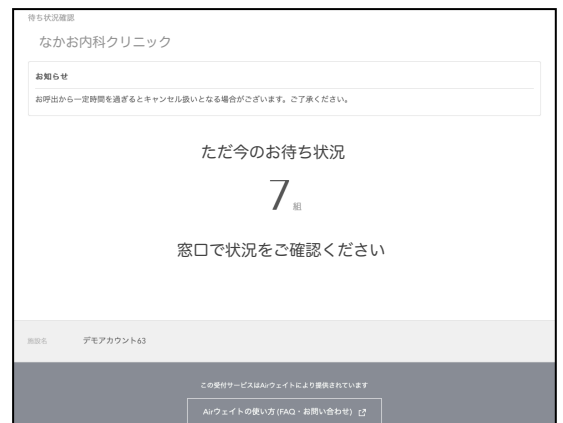 待ち状況確認
なかお内科クリニック
お知らせ
お呼出から一定時間を過ぎるとキャンセル扱いとなる場合がございます。ご了承ください。
ただ今のお待ち状況
7 組
窓口で状況をご確認ください
施設名 デモアカウント63
この受付サービスはAirウェイトにより提供されています
Airウェイトの使い方 (FAQ・お問い合わせ)